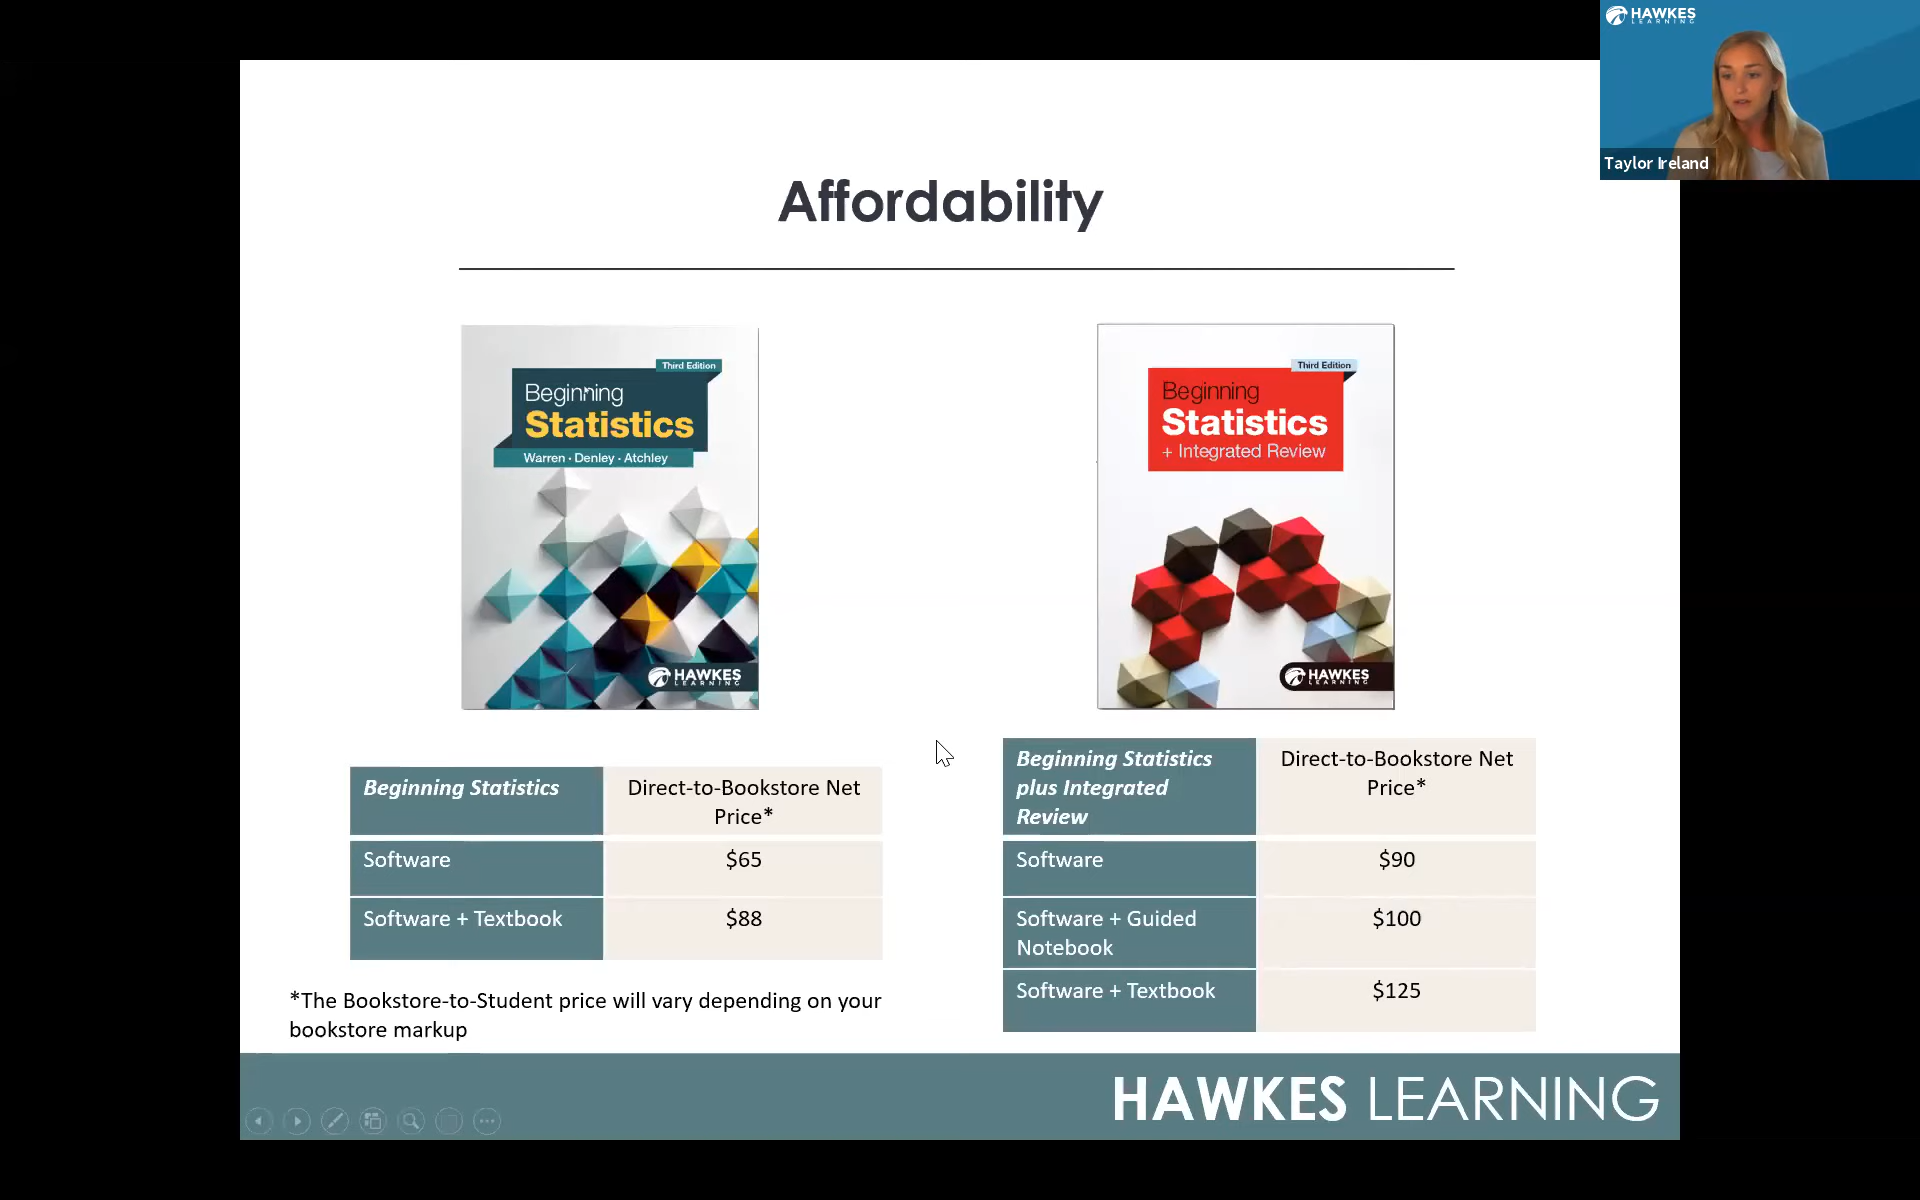 HAWKES
LEARNING
Taylor Ireland
Affordability
Third Edition
Beginning
Statistics
Warren · Denley · Atchley
HAWKES
LEARNING
Third Edition
Beginning
Statistics
+ Integrated Review
HAWKES
LEARNING
Beginning Statistics
Direct-to-Bookstore Net
Price*
Software
$65
Software + Textbook
$88
*The Bookstore-to-Student price will vary depending on your
bookstore markup
Beginning Statistics
plus Integrated
Review
Direct-to-Bookstore Net
Price*
Software
$90
Software + Guided
Notebook
$100
Software + Textbook
$125
HAWKES LEARNING